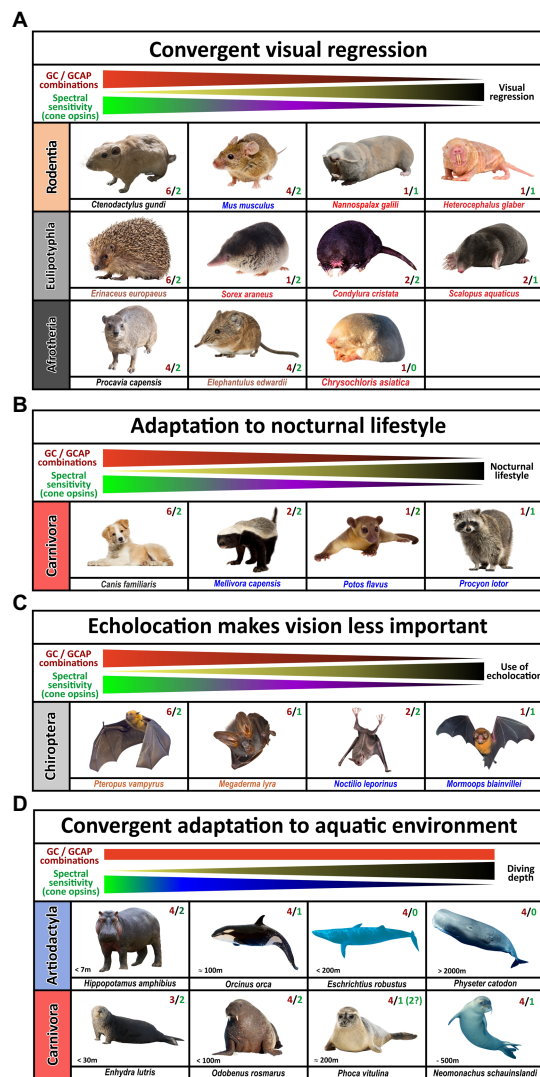 A
Convergent visual regression
GC / GCAP
combinations
Spectral
sensitivity
(cone opsins)
Visual
regression
Rodentia
6/2
4/2
1/1
1/1
Ctenodactylus gundi
Mus musculus
Nannospalax galili
Heterocephalus glaber
Eulipotyphla
6/2
1/2
2/2
2/1
Erinaceus europaeus
Sorex araneus
Condylura cristata
Scalopus aquaticus
Afrotheria
4/2
4/2
1/0
Procavia capensis
Elephantulus edwardii
Chrysochloris asiatica
B
Adaptation to nocturnal lifestyle
GC / GCAP
combinations
Spectral
sensitivity
(cone opsins)
Nocturnal
lifestyle
Carnivora
6/2
2/2
1/2
1/1
Canis familiaris
Mellivora capensis
Potos flavus
Procyon lotor
C
Echolocation makes vision less important
GC / GCAP
combinations
Spectral
sensitivity
(cone opsins)
Use of
echolocation
Chiroptera
6/2
6/1
2/2
1/1
Pteropus vampyrus
Megaderma lyra
Noctilio leporinus
Mormoops blainvillei
D
Convergent adaptation to aquatic environment
GC / GCAP
combinations
Spectral
sensitivity
(cone opsins)
Diving
depth
Artiodactyla
4/2
4/1
4/0
4/0
< 7m
≈ 100m
< 200m
> 2000m
Hippopotamus amphibius
Orcinus orca
Eschrichtius robustus
Physeter catodon
Carnivora
3/2
4/2
4/1 (2?)
4/1
< 30m
< 100m
≈ 200m
- 500m
Enhydra lutris
Odobenus rosmarus
Phoca vitulina
Neomonachus schauinslandi